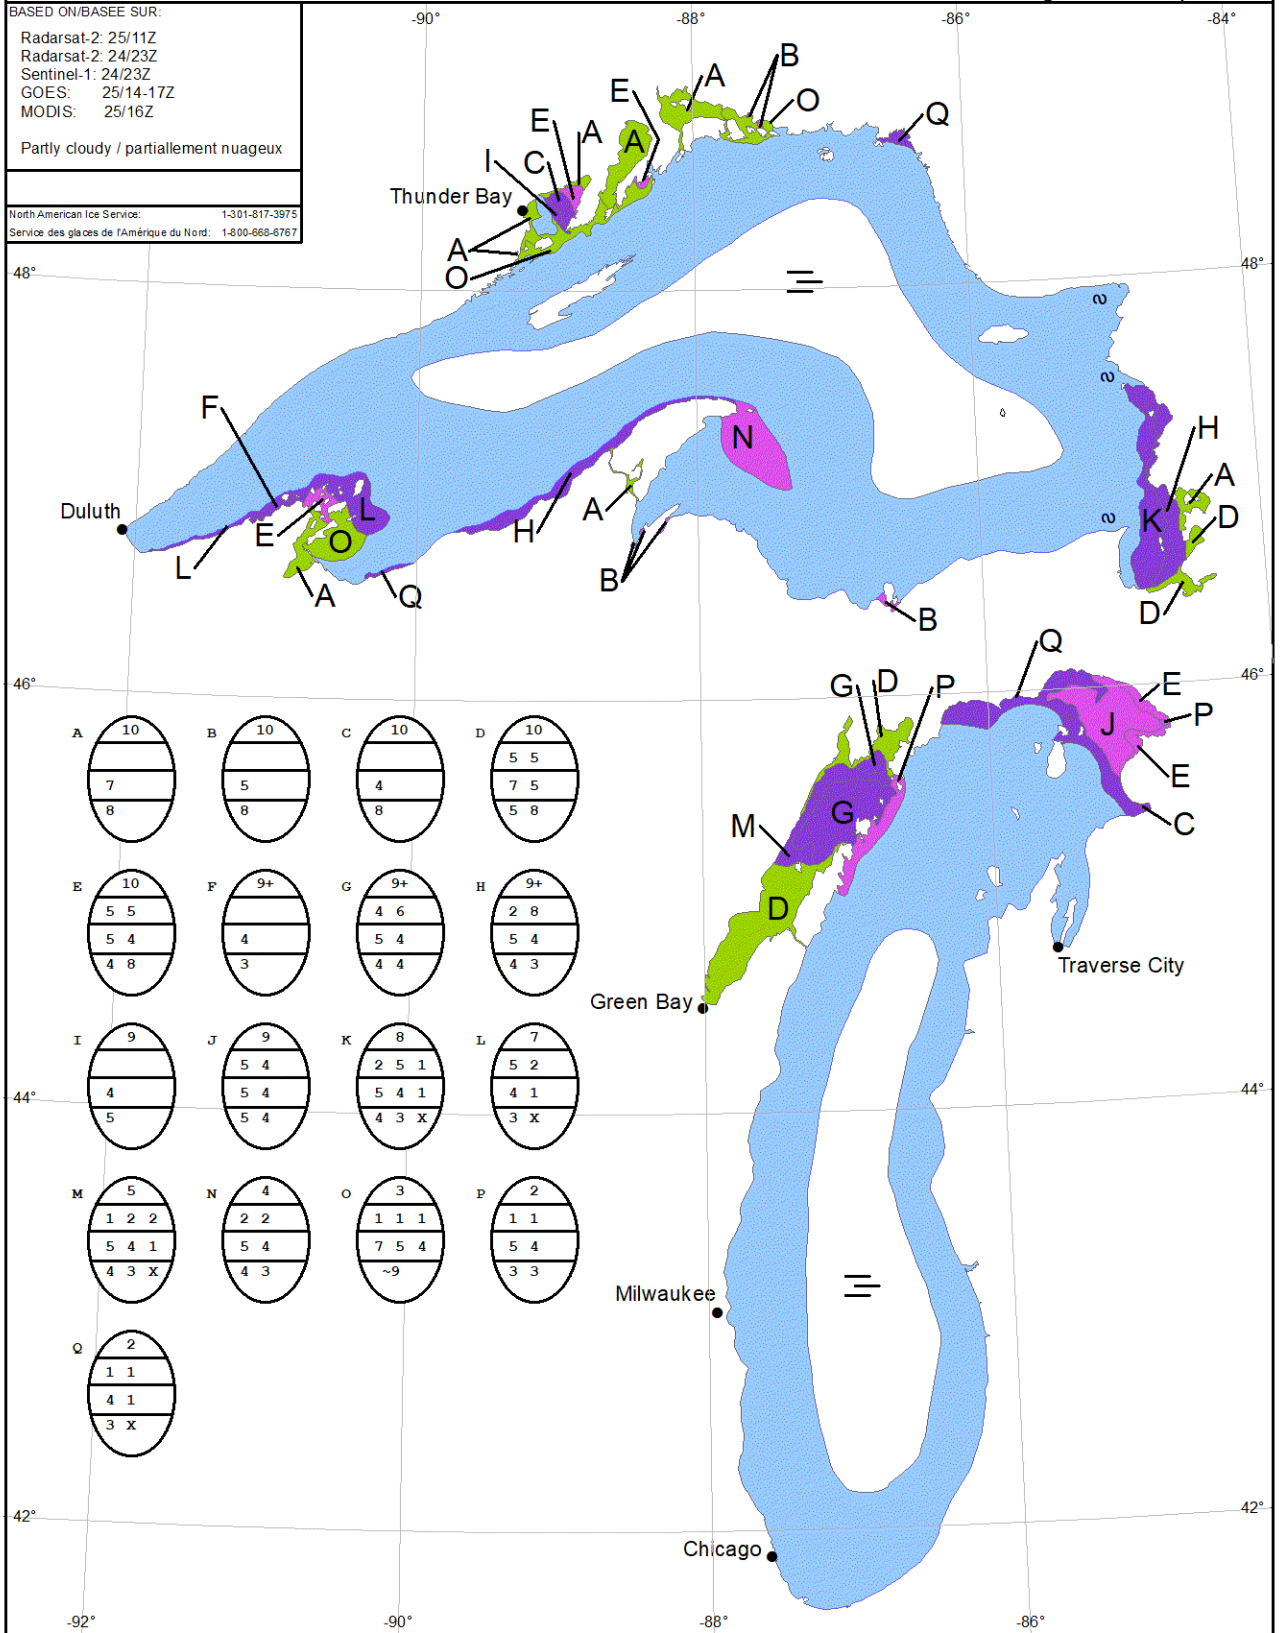 BASED ON/BASEE SUR:
Radarsat-2: 25/11Z
Radarsat-2: 24/23Z
Sentinel-1: 24/23Z
GOES: 25/14-17Z
MODIS: 25/16Z
Partly cloudy / partiallement nuageux
North American Ice Service: 1-301-817-3975
Service des glaces de l'Amérique du Nord: 1-800-668-6767
-90° -88° -86° -84°
B
A
E
O
E A A Q
I C
Thunder Bay
A
O
48° 48°
F
N H
A
Duluth L A K D
E O H
L B D
A Q B
46° 46°
Q
G D P E
P
J
E
G C
M
D
Traverse City
Green Bay
44° 44°
Milwaukee
42° 42°
Chicago
-92° -90° -88° -86°
A 10
7
8
B 10
5
8
C 10
4
8
D 10
5 5
7 5
5 8
E 10
5 5
5 4
4 8
F 9+
4
3
G 9+
4 6
5 4
4 4
H 9+
2 8
5 4
4 3
I 9
4
5
J 9
5 4
5 4
5 4
K 8
2 5 1
5 4 1
4 3 X
L 7
5 2
4 1
3 X
M 5
1 2 2
5 4 1
4 3 X
N 4
2 2
5 4
4 3
O 3
1 1 1
7 5 4
~9
P 2
1 1
5 4
3 3
Q 2
1 1
4 1
3 X